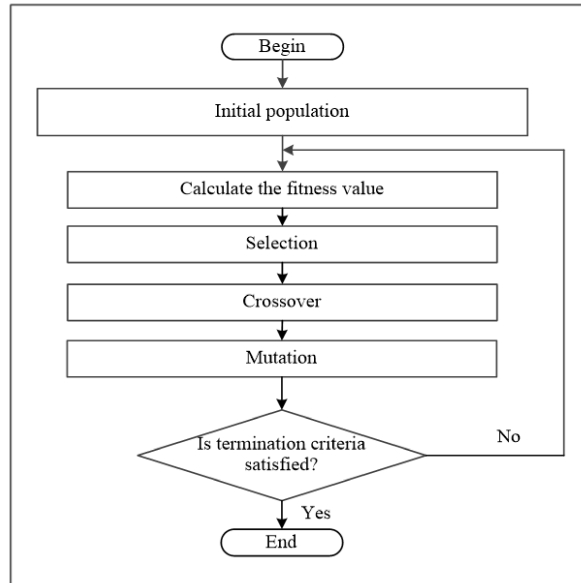 Begin
Initial population
Calculate the fitness value
Selection
Crossover
Mutation
Is termination criteria
satisfied?
No
Yes
End